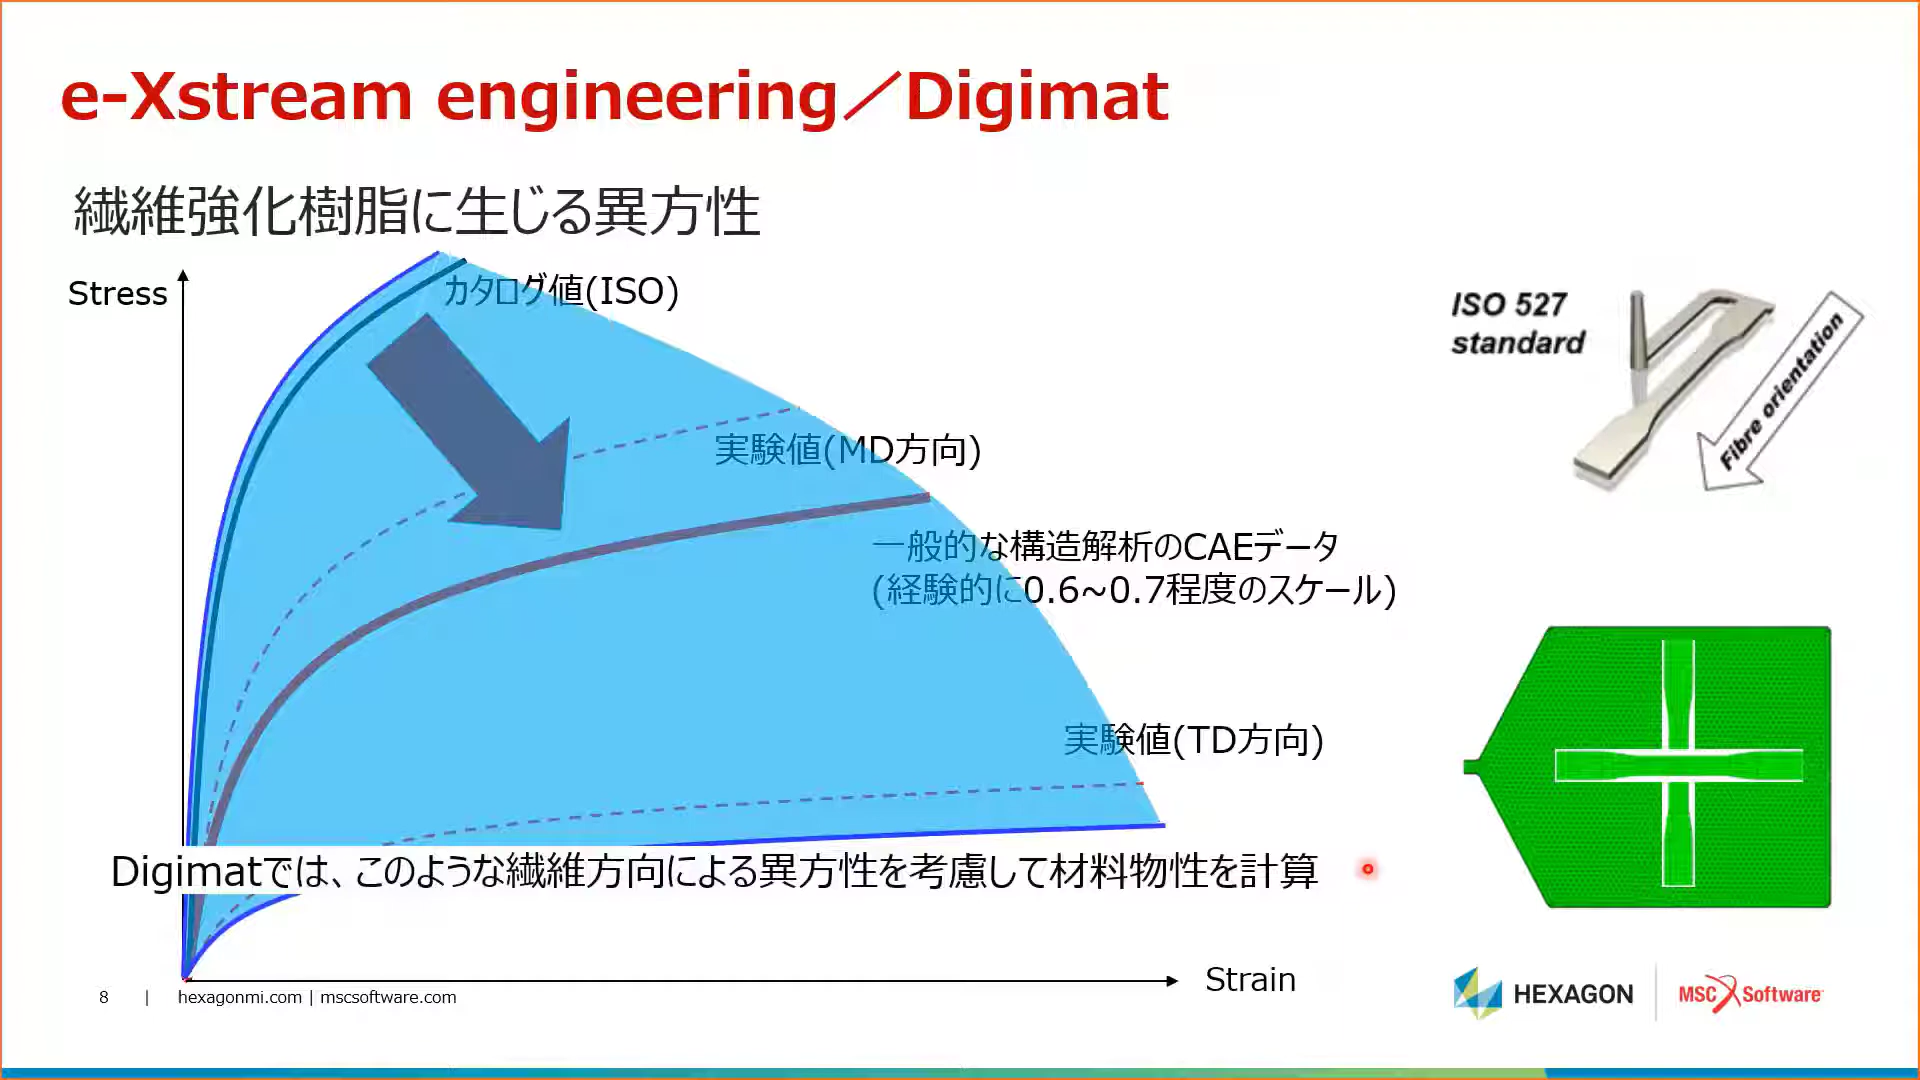 e-Xstream engineering／Digimat
繊維強化樹脂に生じる異方性
Stress
カタログ値(ISO)
実験値(MD方向)
一般的な構造解析のCAEデータ
(経験的に0.6~0.7程度のスケール)
実験値(TD方向)
Digimatでは、このような繊維方向による異方性を考慮して材料物性を計算
Strain
ISO 527
standard
Fibre orientation
8 | hexagonmi.com | mscsoftware.com
HEXAGON
MSC Software